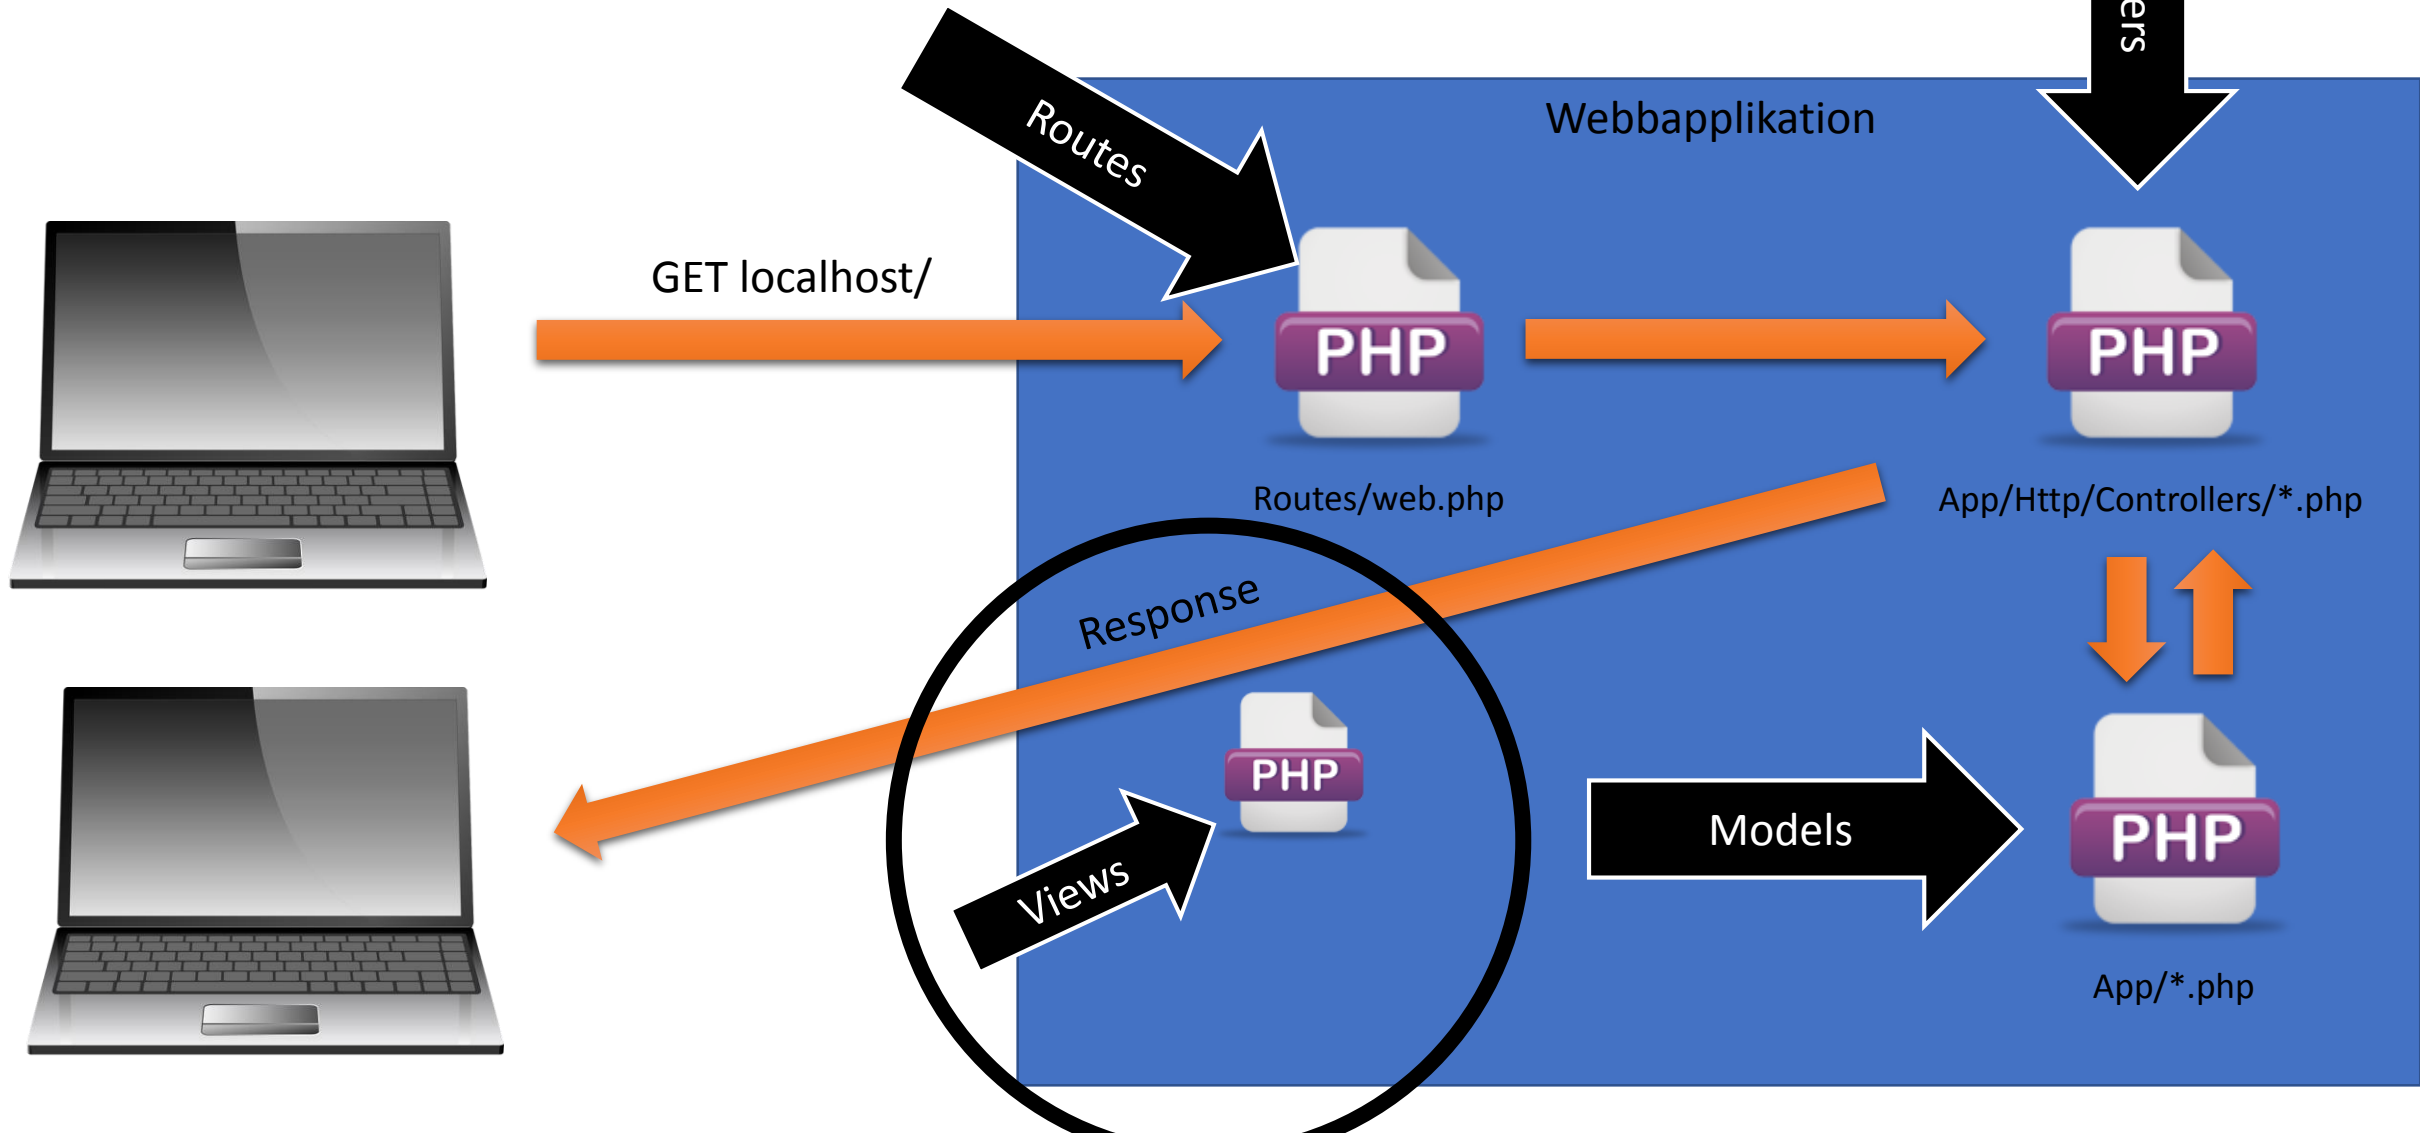 ers
Webbapplikation
Routes
GET localhost/
PHP
PHP
Routes/web.php
App/Http/Controllers/*.php
Response
PHP
Views
Models
PHP
App/*.php